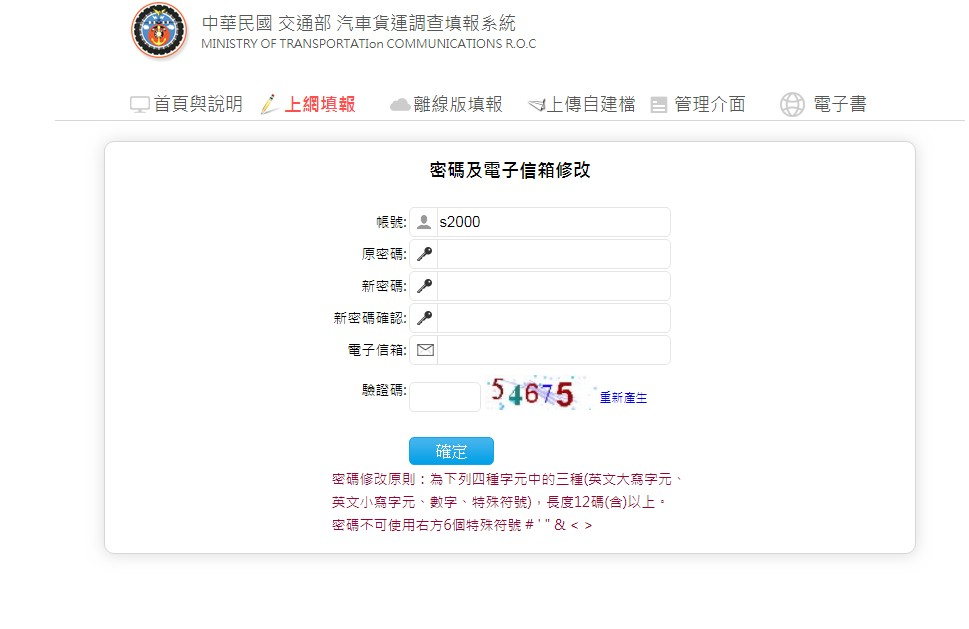 中華民國 交通部 汽車貨運調查填報系統
MINISTRY OF TRANSPORTATIon COMMUNICATIONS R.O.C
首頁與說明 上網填報 離線版填報 上傳自建檔 管理介面 電子書
密碼及電子信箱修改
帳號: s2000
原密碼:
新密碼:
新密碼確認:
電子信箱:
驗證碼: 54675 重新產生
確定
密碼修改原則：為下列四種字元中的三種(英文大寫字元、
英文小寫字元、數字、特殊符號)，長度12碼(含)以上。
密碼不可使用右方6個特殊符號 # ' " & < >